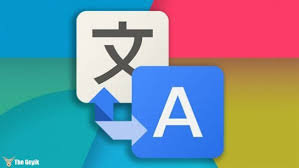 文
A
The Geyik